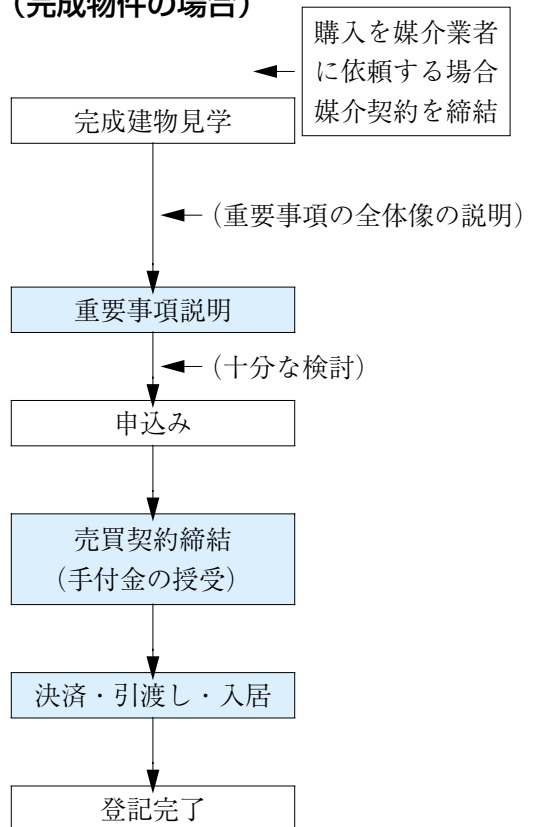 （完成物件の場合）
購入を媒介業者
に依頼する場合
媒介契約を締結
完成建物見学
（重要事項の全体像の説明）
重要事項説明
（十分な検討）
申込み
売買契約締結
（手付金の授受）
決済・引渡し・入居
登記完了